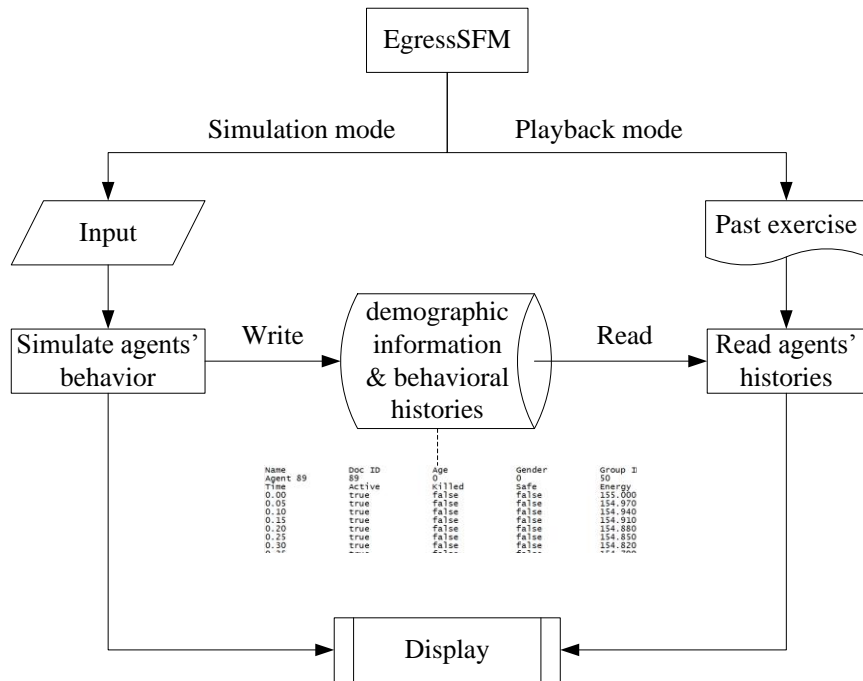 EgressSFM
Simulation mode Playback mode
Input
Past exercise
Simulate agents’
behavior
Write
demographic
information
& behavioral
histories
Read
Read agents’
histories
Name Doc ID Age Gender Group I
Agent 89 89 0 0 50
Time Active Killed Safe Energy
0.00 true false false 155.000
0.05 true false false 154.970
0.10 true false false 154.940
0.15 true false false 154.910
0.20 true false false 154.880
0.25 true false false 154.850
0.30 true false false 154.820
Display